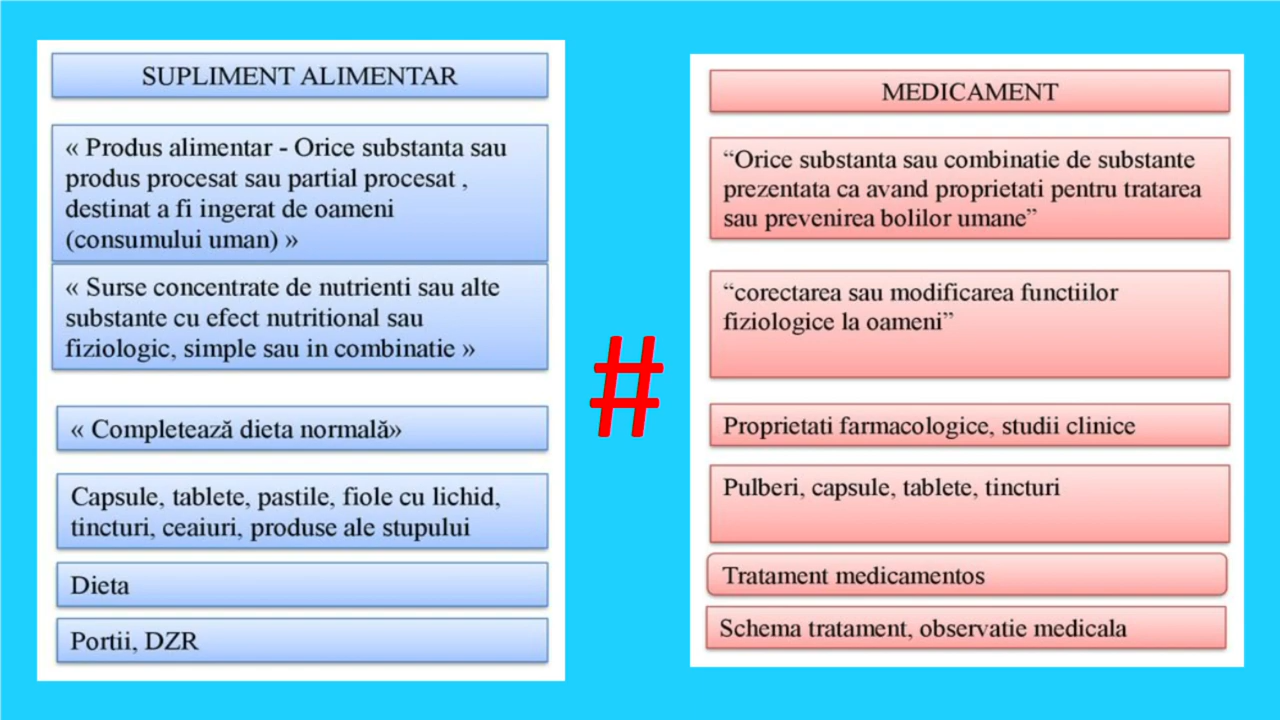 SUPLIMENT ALIMENTAR
« Produs alimentar - Orice substanta sau
produs procesat sau partial procesat ,
destinat a fi ingerat de oameni
(consumului uman) »
« Surse concentrate de nutrienti sau alte
substante cu efect nutritional sau
fiziologic, simple sau in combinatie »
« Completează dieta normală»
Capsule, tablete, pastile, fiole cu lichid,
tincturi, ceaiuri, produse ale stupului
Dieta
Portii, DZR
#
MEDICAMENT
“Orice substanta sau combinatie de substante
prezentata ca avand proprietati pentru tratarea
sau prevenirea bolilor umane”
“corectarea sau modificarea functiilor
fiziologice la oameni”
Proprietati farmacologice, studii clinice
Pulberi, capsule, tablete, tincturi
Tratament medicamentos
Schema tratament, observatie medicala